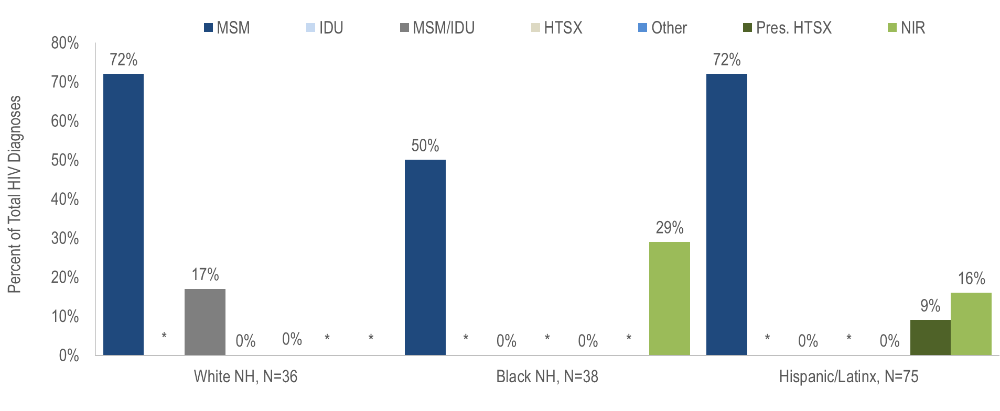 MSM IDU MSM/IDU HTSX Other Pres. HTSX NIR
Percent of Total HIV Diagnoses
80%
70%
60%
50%
40%
30%
20%
10%
0%
72% * 17% 0% 0% * *
50% * 0% * 0% * 29%
72% * 0% * 0% 9% 16%
White NH, N=36 Black NH, N=38 Hispanic/Latinx, N=75